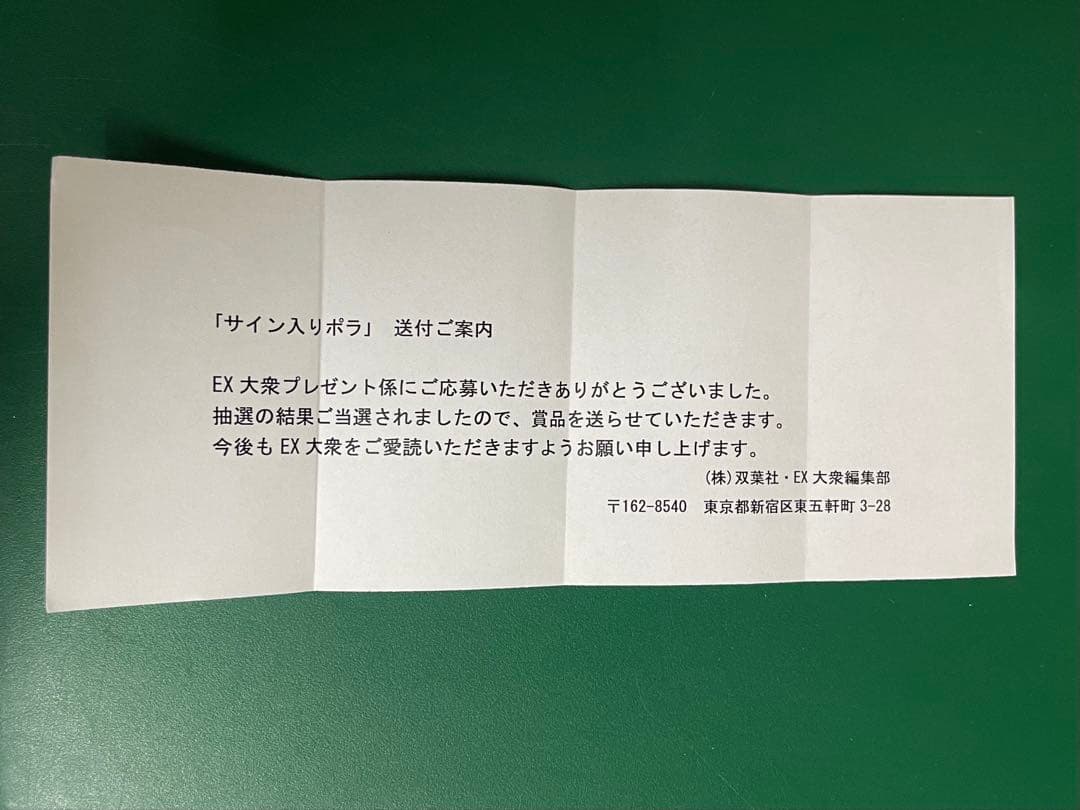 「サイン入りポラ」　送付ご案内
EX 大衆プレゼント係にご応募いただきありがとうございました。
抽選の結果ご当選されましたので、賞品を送らせていただきます。
今後も EX 大衆をご愛読いただきますようお願い申し上げます。
(株)双葉社・EX 大衆編集部
〒162-8540　東京都新宿区東五軒町 3-28